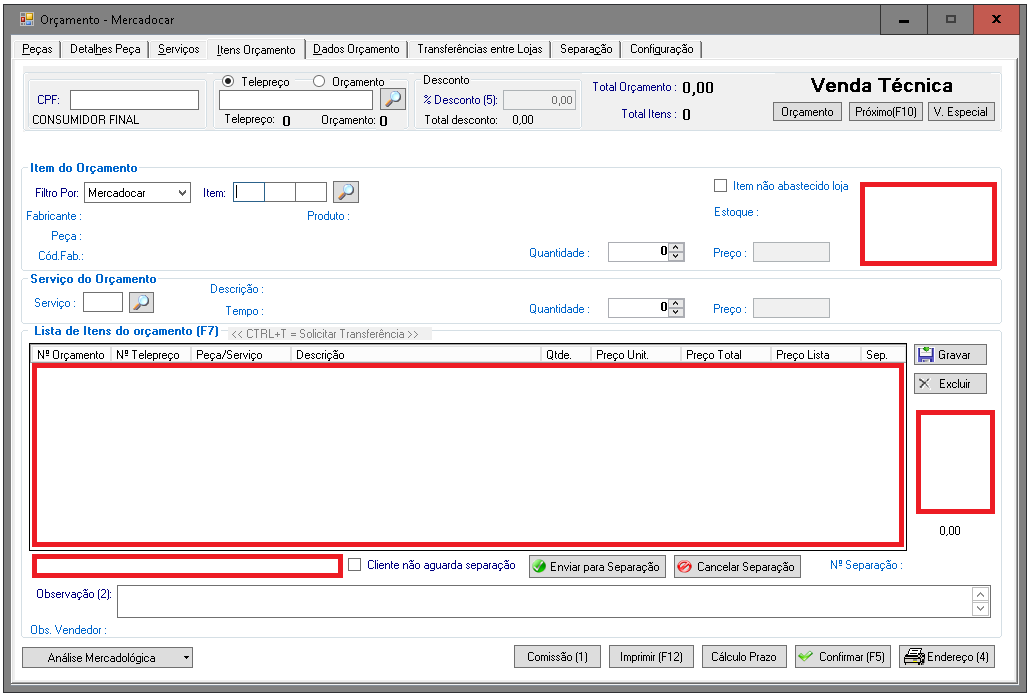 Orçamento - Mercadocar
Peças Detalhes Peça Serviços Itens Orçamento Dados Orçamento Transferências entre Lojas Separação Configuração
Telepreço Orçamento Desconto
CPF: % Desconto (5): 0,00 Total Orçamento : 0,00 Venda Técnica
CONSUMIDOR FINAL Telepreço: 0 Orçamento: 0 Total desconto: 0,00 Total Itens : 0 Orçamento Próximo(F10) V. Especial
Item do Orçamento
Filtro Por: Mercadocar Item: Item não abastecido loja
Fabricante : Produto : Estoque :
Peça :
Cód.Fab.: Quantidade : 0 Preço :
Serviço do Orçamento
Descrição :
Serviço : Tempo : Quantidade : 0 Preço :
Lista de Itens do orçamento (F7) << CTRL+T = Solicitar Transferência >>
Nº Orçamento Nº Telepreço Peça/Serviço Descrição Qtde. Preço Unit. Preço Total Preço Lista Sep. Gravar
Excluir
0,00
Cliente não aguarda separação Enviar para Separação Cancelar Separação Nº Separação :
Observação (2):
Obs. Vendedor :
Análise Mercadológica Comissão (1) Imprimir (F12) Cálculo Prazo Confirmar (F5) Endereço (4)